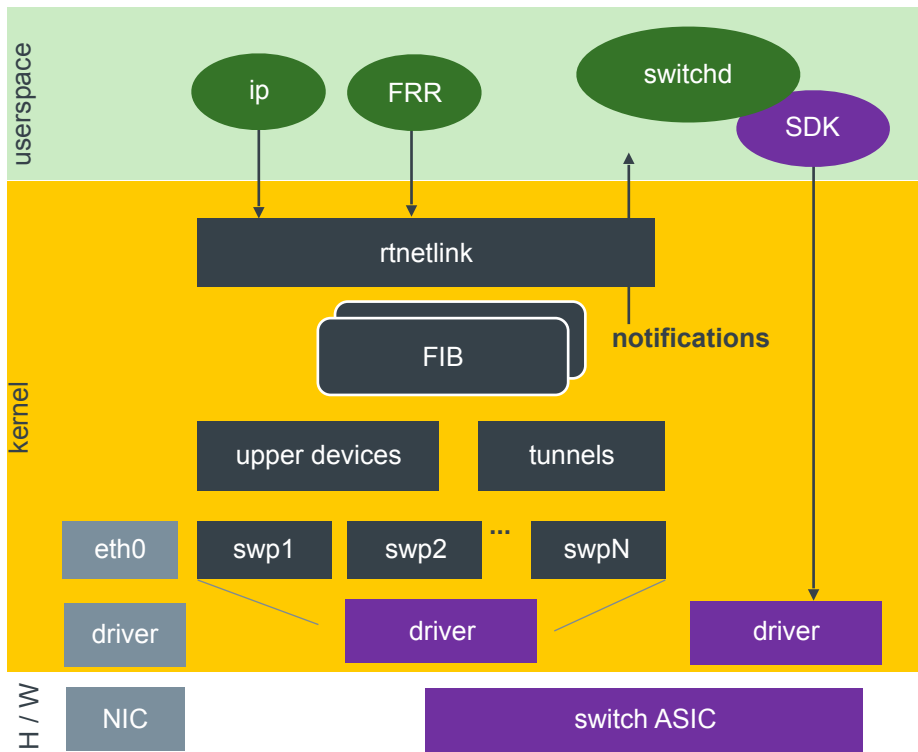 userspace
ip
FRR
switchd
SDK
kernel
rtnetlink
FIB
notifications
upper devices
tunnels
eth0
swp1
swp2
...
swpN
driver
driver
driver
H / W
NIC
switch ASIC